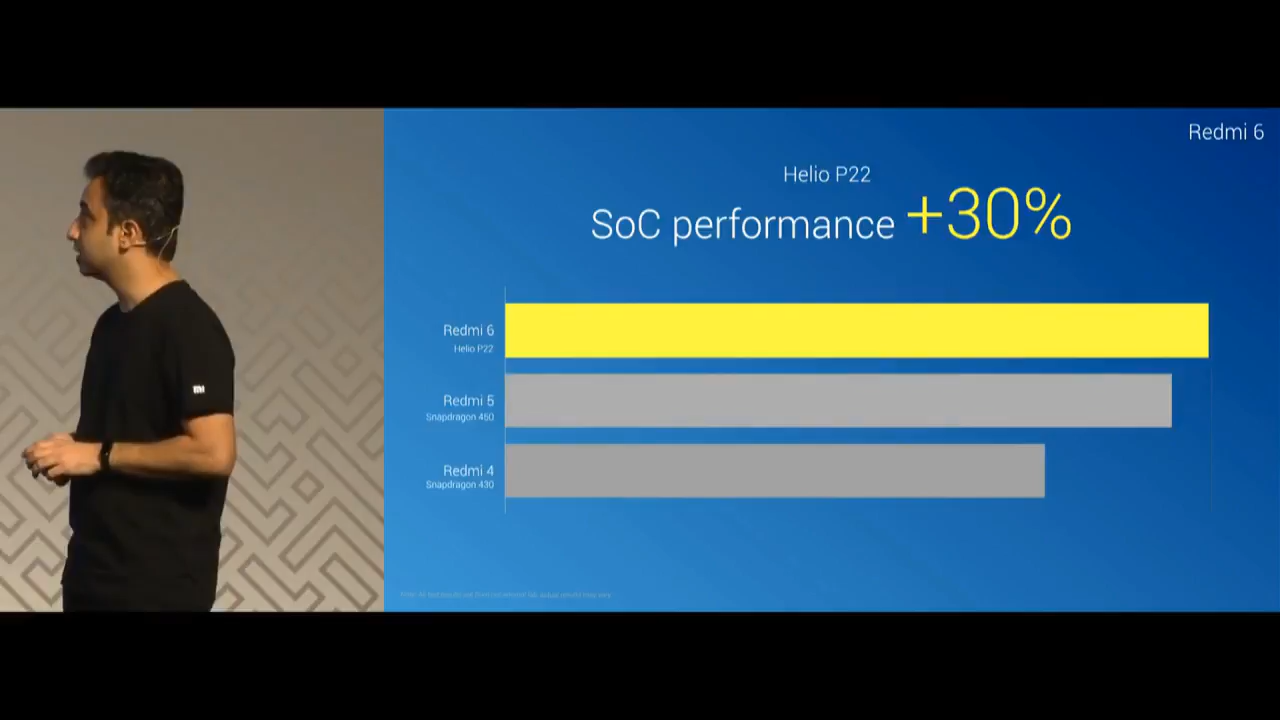 Redmi 6
Helio P22
SoC performance +30%
Redmi 6
Helio P22
Redmi 5
Snapdragon 450
Redmi 4
Snapdragon 430